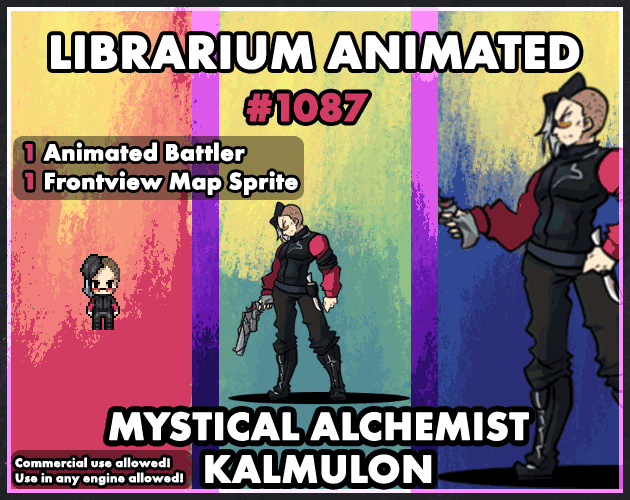 LIBRARIUM ANIMATED
#1087
1 Animated Battler
1 Frontview Map Sprite
MYSTICAL ALCHEMIST
KALMULON
Commercial use allowed!
Use in any engine allowed!